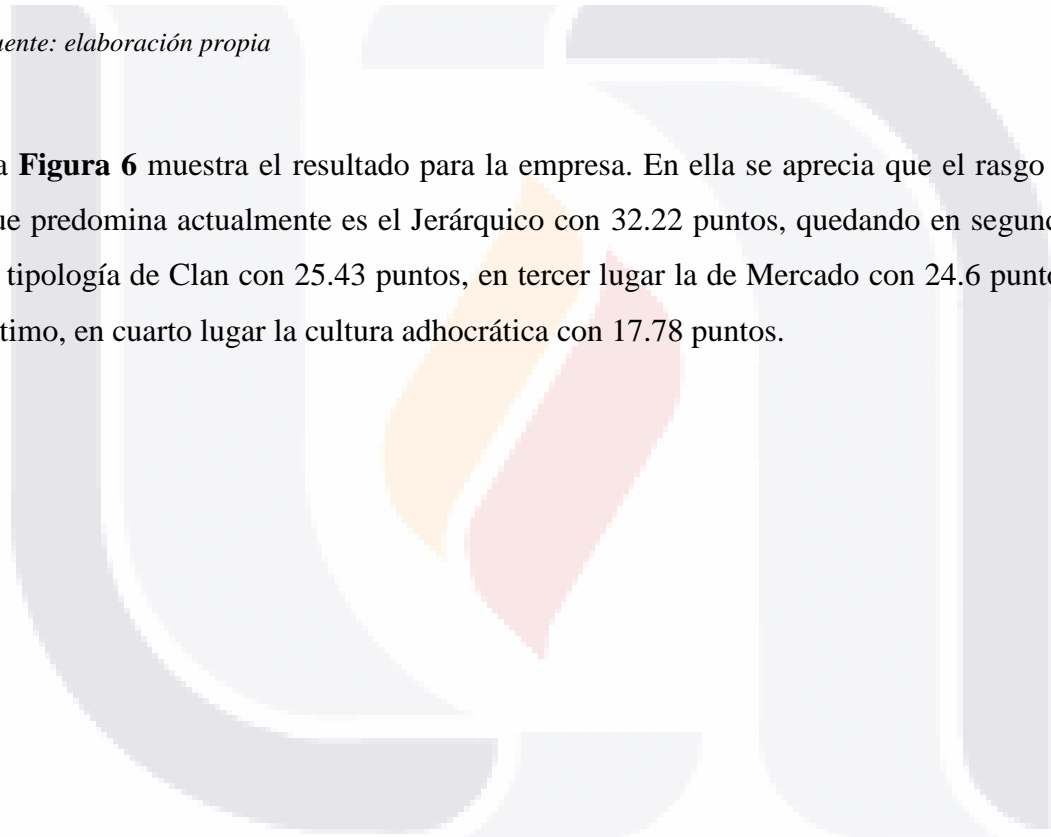 uente: elaboración propia
a Figura 6 muestra el resultado para la empresa. En ella se aprecia que el rasgo
ue predomina actualmente es el Jerárquico con 32.22 puntos, quedando en segund
tipología de Clan con 25.43 puntos, en tercer lugar la de Mercado con 24.6 punto
timo, en cuarto lugar la cultura adhocrática con 17.78 puntos.